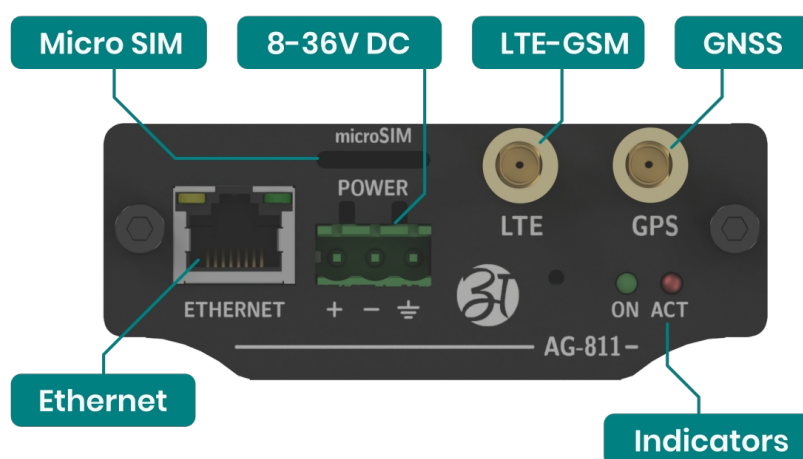 Micro SIM
8-36V DC
LTE-GSM
GNSS
microSIM
POWER
LTE
GPS
ETHERNET
+ − ⏚
ON ACT
AG-811
Ethernet
Indicators